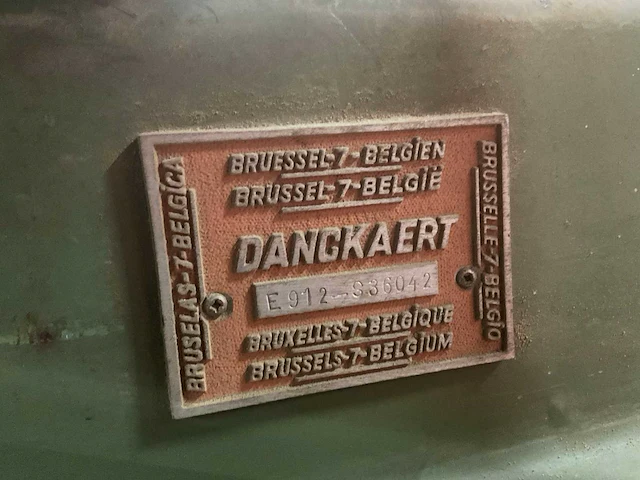 BRUESSEL-7-BELGIEN
BRÜSSEL-7-BELGIË
DANCKAERT
E912-S36042
BRUXELLES-7-BELGIQUE
BRUSSELS-7-BELGIUM
BRUSELAS-7-BELGICA
BRUSSELLE-7-BELGIO